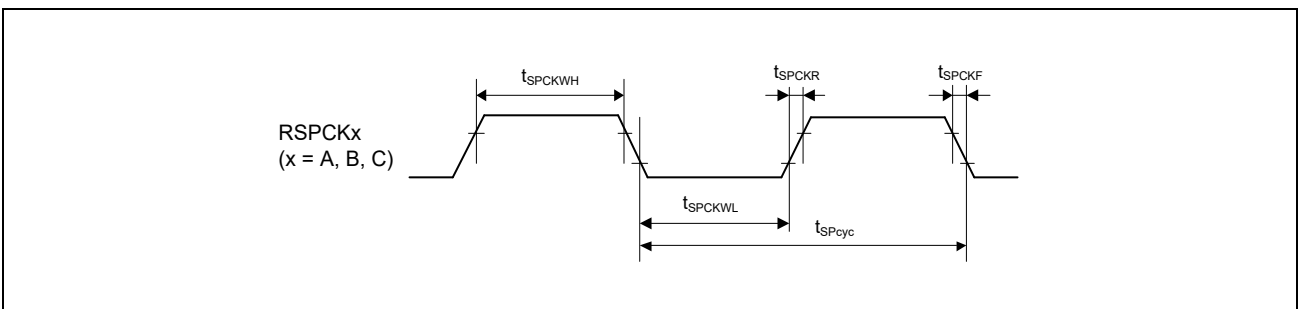 tSPCKWH
tSPCKR
tSPCKF
RSPCKx
(x = A, B, C)
tSPCKWL
tSPcyc